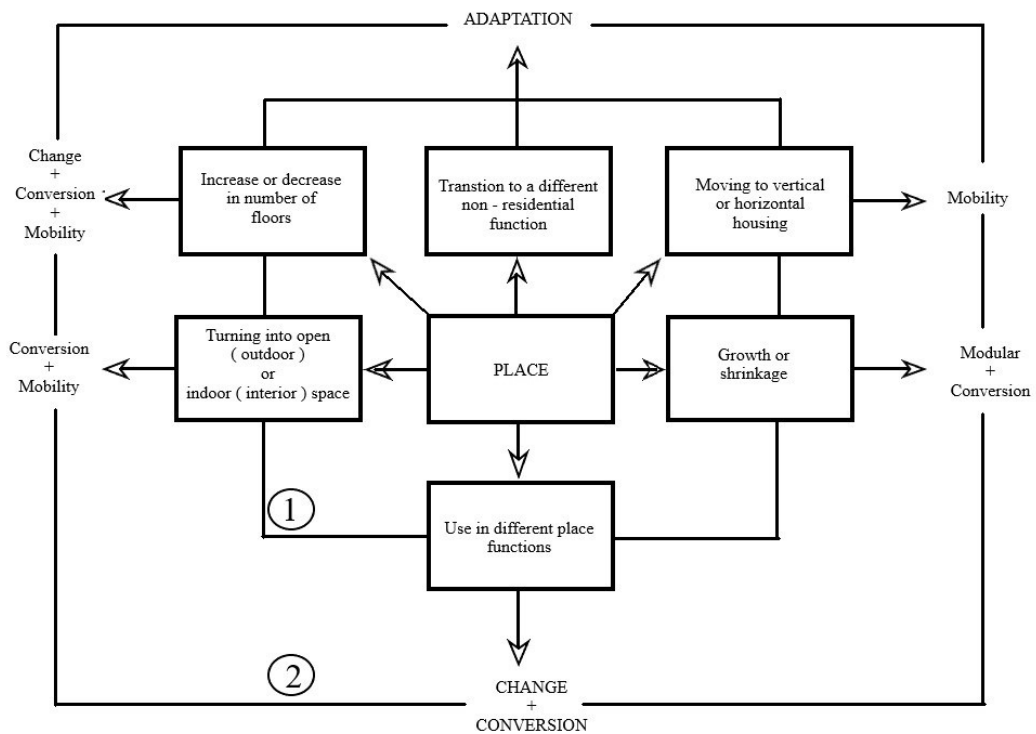 ADAPTATION
Change
+
Conversion
+
Mobility
Increase or decrease
in number of
floors
Transtion to a different
non - residential
function
Moving to vertical
or horizontal
housing
Mobility
Conversion
+
Mobility
Turning into open
( outdoor )
or
indoor ( interior ) space
PLACE
Growth or
shrinkage
Modular
+
Conversion
1
Use in different place
functions
2
CHANGE
+
CONVERSION